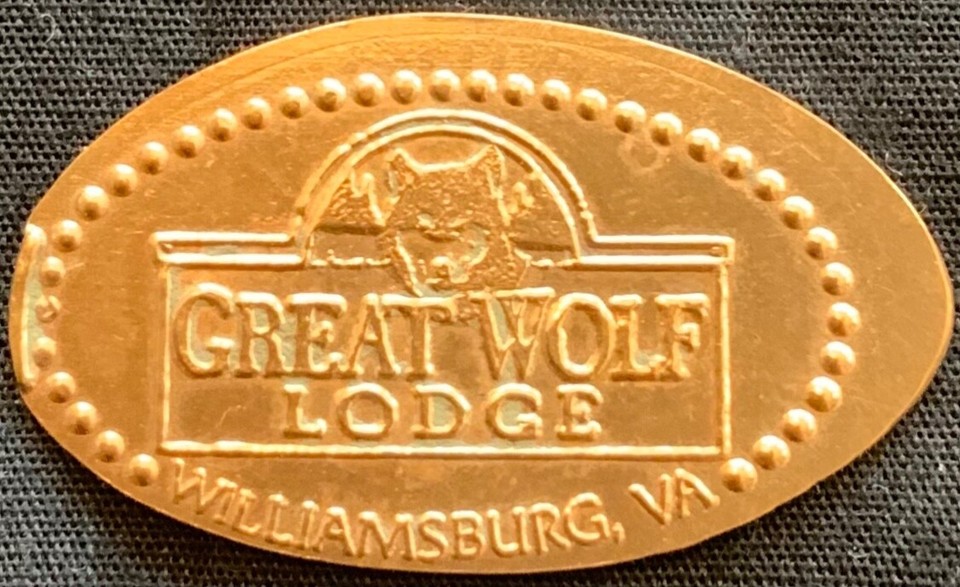 GREAT WOLF
LODGE
WILLIAMSBURG, VA